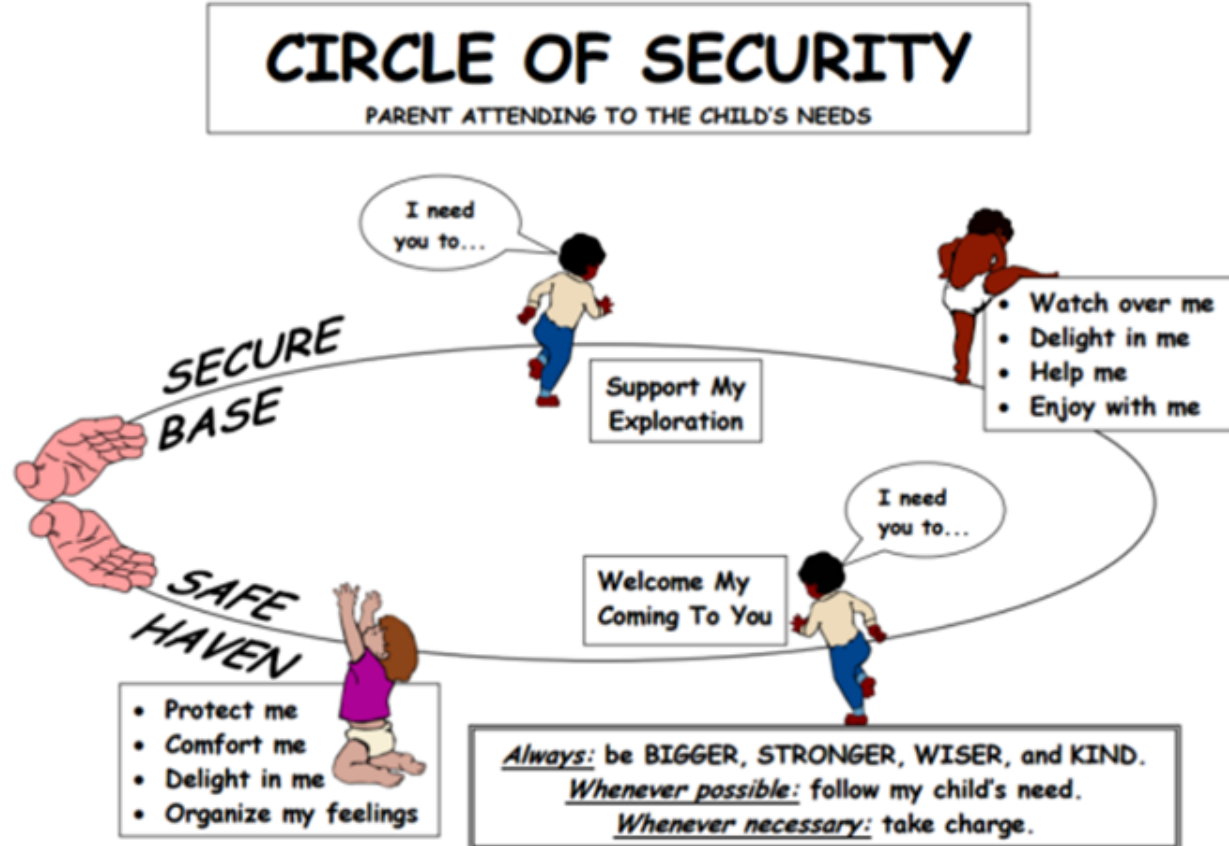 CIRCLE OF SECURITY
PARENT ATTENDING TO THE CHILD'S NEEDS
I need
you to...
SECURE
BASE
Support My
Exploration
• Watch over me
• Delight in me
• Help me
• Enjoy with me
I need
you to...
Welcome My
Coming To You
SAFE
HAVEN
• Protect me
• Comfort me
• Delight in me
• Organize my feelings
Always: be BIGGER, STRONGER, WISER, and KIND.
Whenever possible: follow my child's need.
Whenever necessary: take charge.